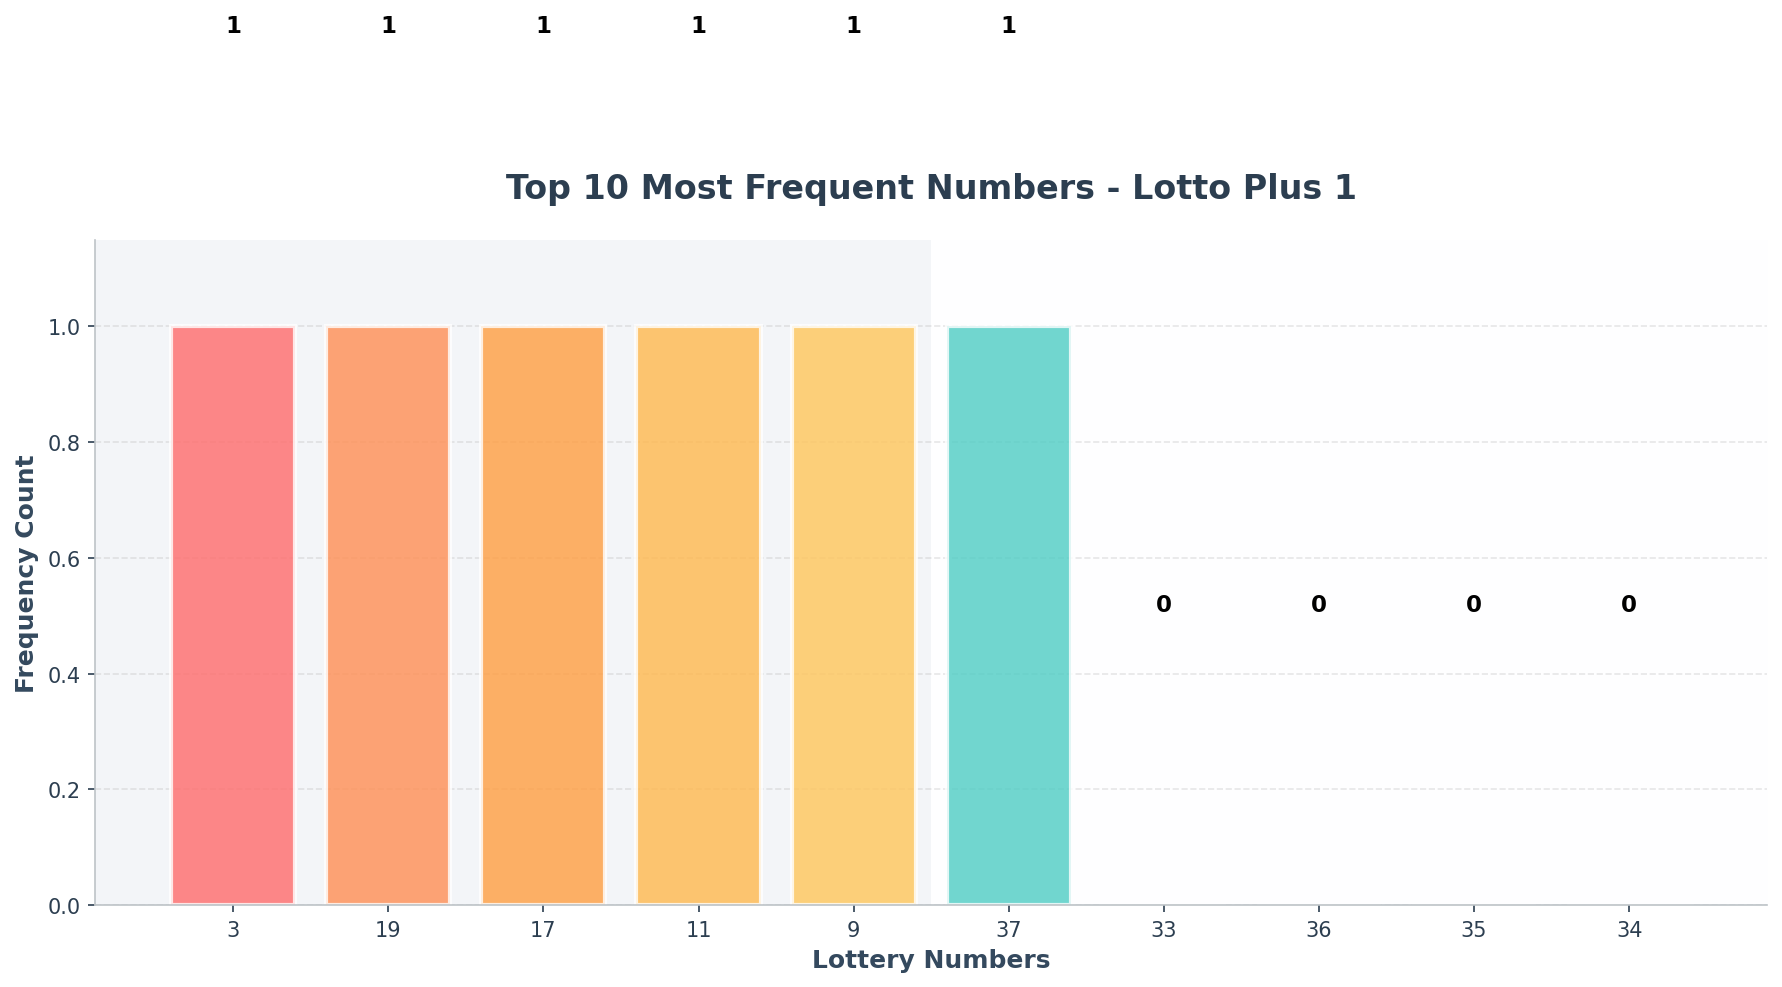 1 1 1 1 1 1
Top 10 Most Frequent Numbers - Lotto Plus 1
Frequency Count
1.0
0.8
0.6
0 0 0 0
0.4
0.2
0.0
3 19 17 11 9 37 33 36 35 34
Lottery Numbers